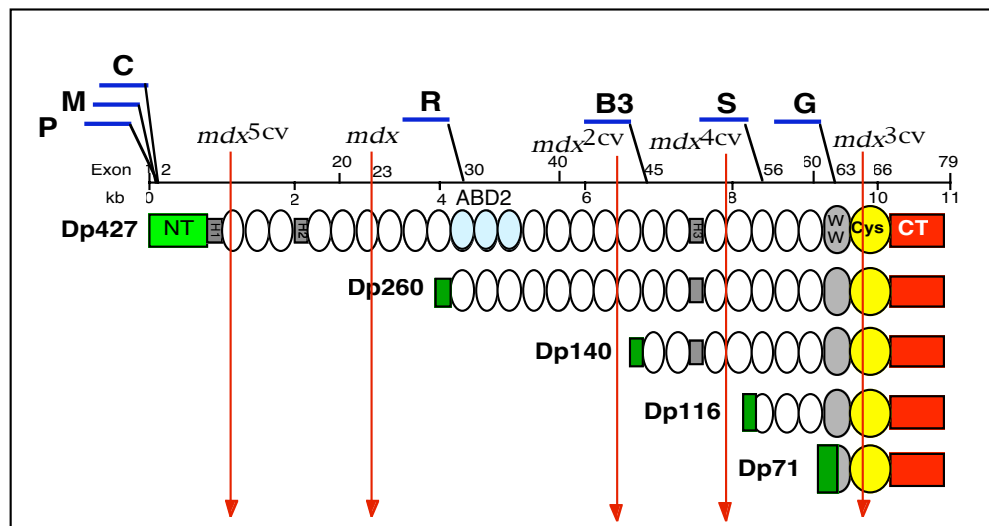 C
M
P
R
B3
S
G
mdx5cv
mdx
mdx2cv
mdx4cv
mdx3cv
Exon 2 20 23 30 40 45 56 60 63 66 79
kb 0 2 4 6 8 10 11
ABD2
Dp427 NT H1 H2 H3 WW Cys CT
Dp260
Dp140
Dp116
Dp71